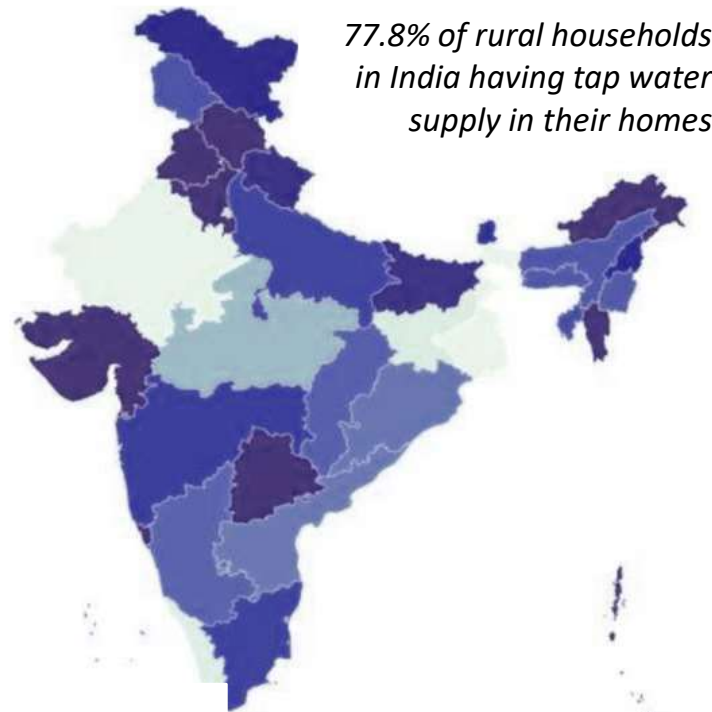 77.8% of rural households
in India having tap water
supply in their homes